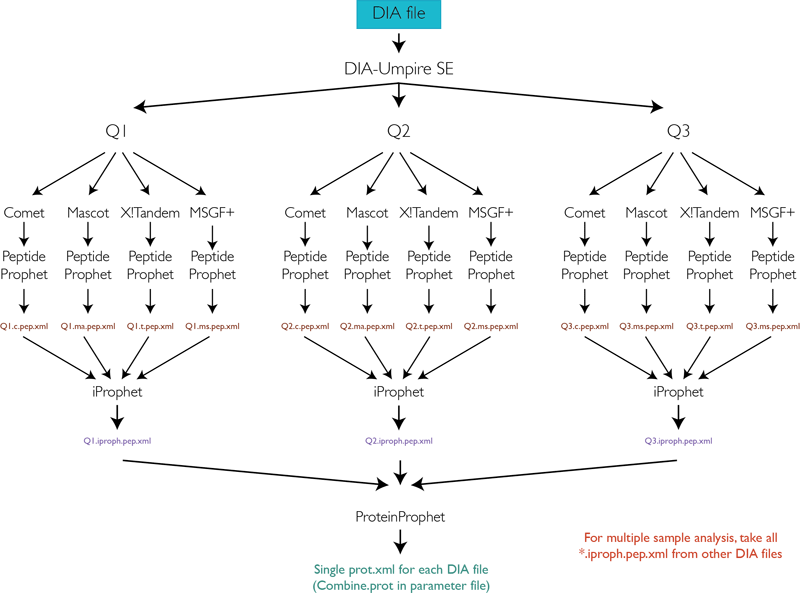 DIA file
DIA-Umpire SE
Q1 Q2 Q3
Comet Mascot X!Tandem MSGF+ Comet Mascot X!Tandem MSGF+ Comet Mascot X!Tandem MSGF+
Peptide Peptide Peptide Peptide Peptide Peptide Peptide Peptide Peptide Peptide Peptide Peptide
Prophet Prophet Prophet Prophet Prophet Prophet Prophet Prophet Prophet Prophet Prophet Prophet
Q1.c.pep.xml Q1.ma.pep.xml Q1.t.pep.xml Q1.ms.pep.xml Q2.c.pep.xml Q2.ma.pep.xml Q2.t.pep.xml Q2.ms.pep.xml Q3.c.pep.xml Q3.ms.pep.xml Q3.t.pep.xml Q3.ms.pep.xml
iProphet iProphet iProphet
Q1.iproph.pep.xml Q2.iproph.pep.xml Q3.iproph.pep.xml
ProteinProphet
For multiple sample analysis, take all
*.iproph.pep.xml from other DIA files
Single prot.xml for each DIA file
(Combine.prot in parameter file)